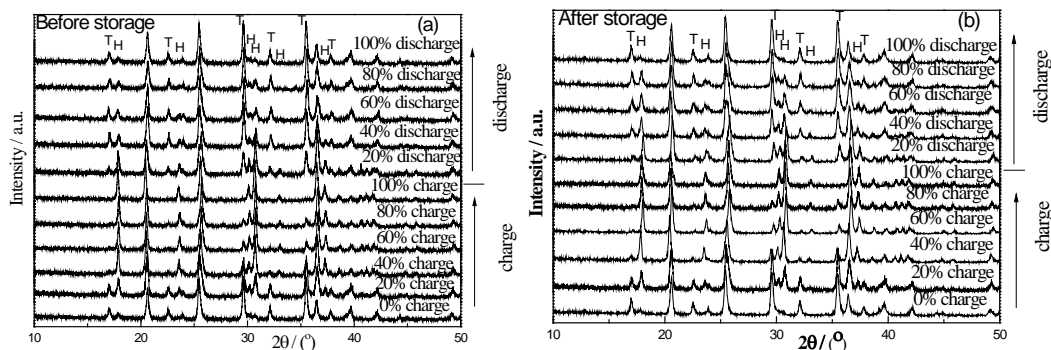 Before storage
(a)
T
H
T
H
T
H
H
T
H
T
H
T
100% discharge
80% discharge
60% discharge
40% discharge
20% discharge
100% charge
80% charge
60% charge
40% charge
20% charge
0% charge
discharge
charge
Intensity / a.u.
10
20
30
40
50
2θ / (°)
After storage
(b)
T
H
T
H
T
H
H
T
H
T
H
T
100% discharge
80% discharge
60% discharge
40% discharge
20% discharge
100% charge
80% charge
60% charge
40% charge
20% charge
0% charge
discharge
charge
Intensity / a.u.
10
20
30
40
50
2θ / (°)